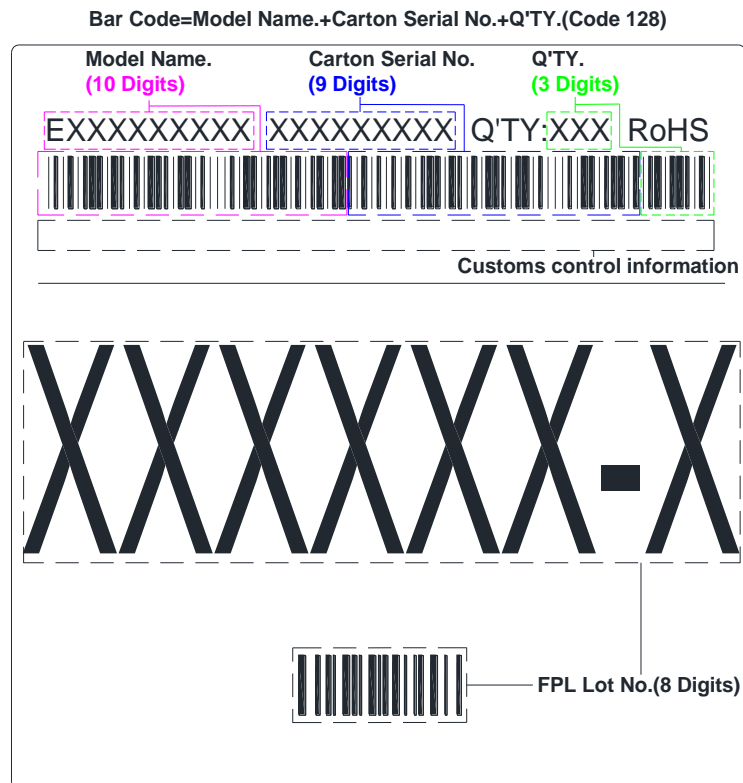 Bar Code=Model Name.+Carton Serial No.+Q'TY.(Code 128)
Model Name. Carton Serial No. Q'TY.
(10 Digits) (9 Digits) (3 Digits)
EXXXXXXXXX XXXXXXXXX Q'TY:XXX RoHS
Customs control information
XXXXXX-X
FPL Lot No.(8 Digits)